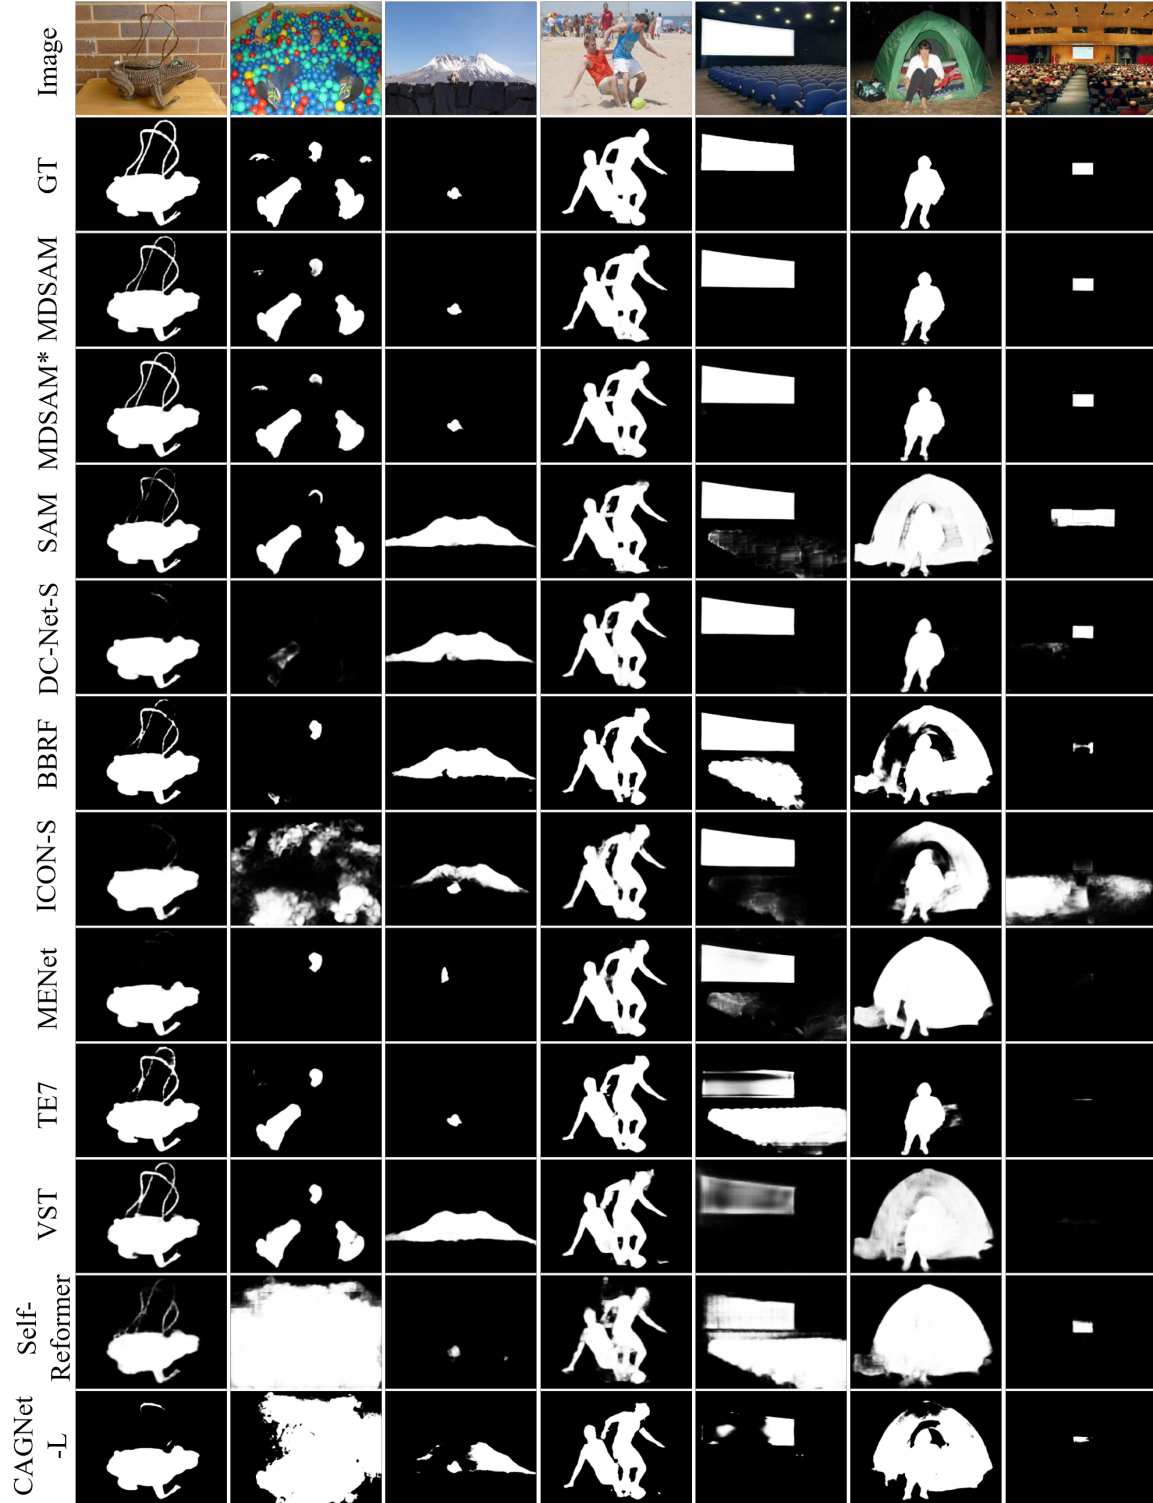 Image
GT
MDSAM
MDSAM*
SAM
DC-Net-S
BBRF
ICON-S
MENet
TE7
VST
Self-
Reformer
CAGNet
-L